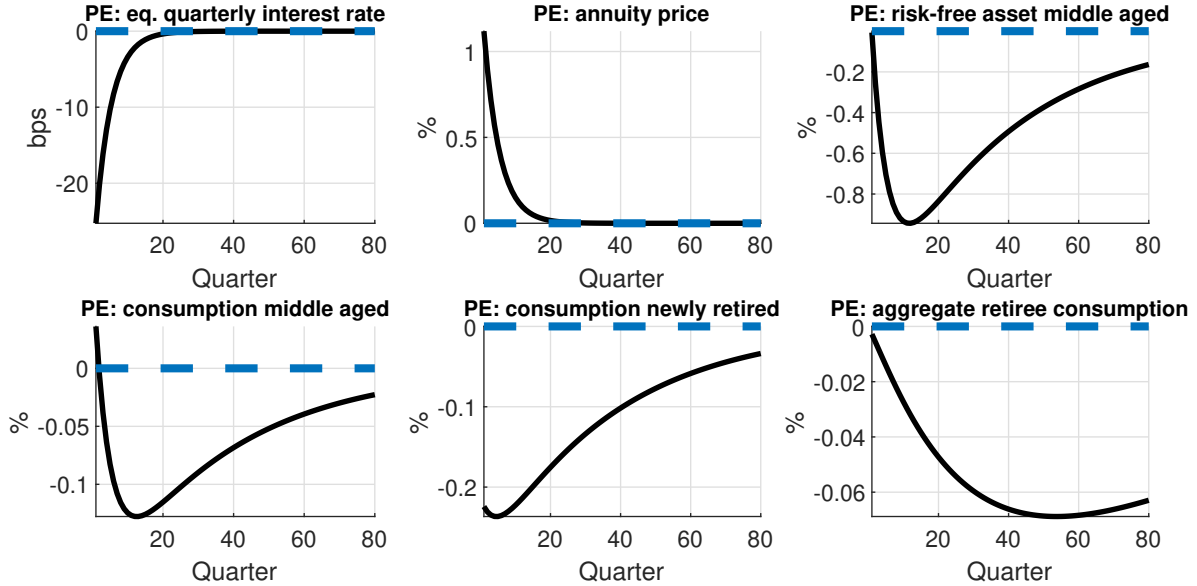 PE: eq. quarterly interest rate
0
-10
-20
bps
20 40 60 80
Quarter
PE: annuity price
1
0.5
0
%
20 40 60 80
Quarter
PE: risk-free asset middle aged
-0.2
-0.4
-0.6
-0.8
%
20 40 60 80
Quarter
PE: consumption middle aged
0
-0.05
-0.1
%
20 40 60 80
Quarter
PE: consumption newly retired
0
-0.1
-0.2
%
20 40 60 80
Quarter
PE: aggregate retiree consumption
0
-0.02
-0.04
-0.06
%
20 40 60 80
Quarter